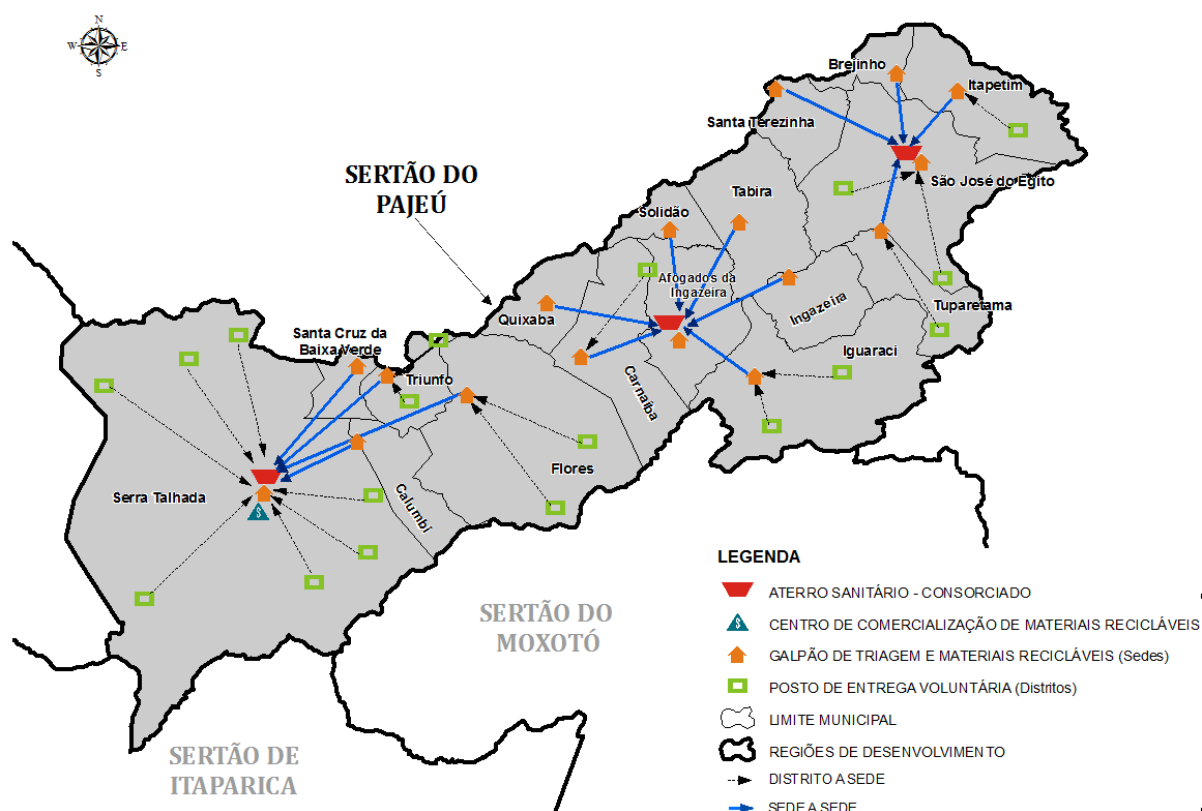 N
W E
S
Brejinho
Itapetim
Santa Terezinha
SERTÃO DO
PAJEÚ
São José do Egito
Tabira
Solidão
Afogados da
Ingazeira
Quixaba
Ingazeira
Tuparetama
Iguaraci
Santa Cruz da
Baixa Verde
Triunfo
Carnaíba
Flores
Serra Talhada
Calumbi
$
SERTÃO DO
MOXOTÓ
SERTÃO DE
ITAPARICA
LEGENDA
ATERRO SANITÁRIO - CONSORCIADO
$ CENTRO DE COMERCIALIZAÇÃO DE MATERIAIS RECICLÁVEIS
GALPÃO DE TRIAGEM E MATERIAIS RECICLÁVEIS (Sedes)
POSTO DE ENTREGA VOLUNTÁRIA (Distritos)
LIMITE MUNICIPAL
REGIÕES DE DESENVOLVIMENTO
DISTRITO A SEDE
SEDE A SEDE